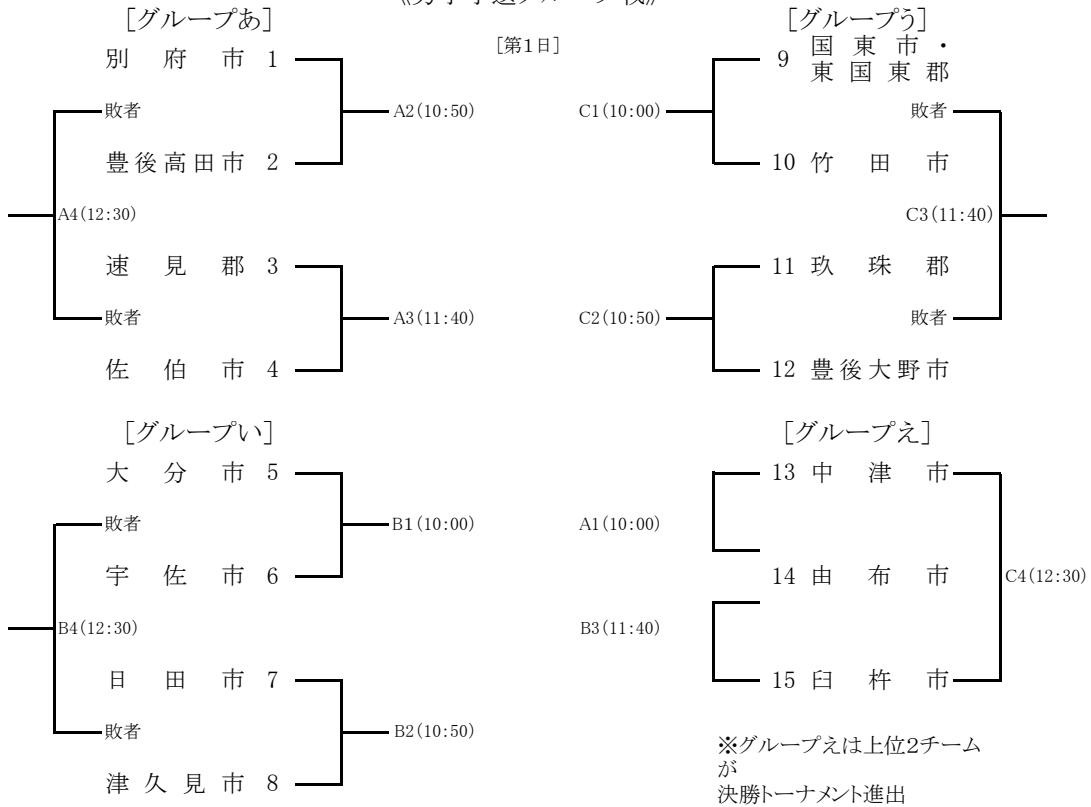 《男子予選グループ戦》
[第1日]
[グループあ]
別府市 1
敗者
A2(10:50)
豊後高田市 2
A4(12:30)
速見郡 3
敗者
A3(11:40)
佐伯市 4
[グループう]
9 国東市・
東国東郡
C1(10:00)
敗者
10 竹田市
C3(11:40)
11 玖珠郡
C2(10:50)
敗者
12 豊後大野市
[グループい]
大分市 5
敗者
B1(10:00)
宇佐市 6
B4(12:30)
日田市 7
敗者
B2(10:50)
津久見市 8
[グループえ]
13 中津市
A1(10:00)
14 由布市
C4(12:30)
B3(11:40)
15 臼杵市
※グループえは上位2チーム
が
決勝トーナメント進出